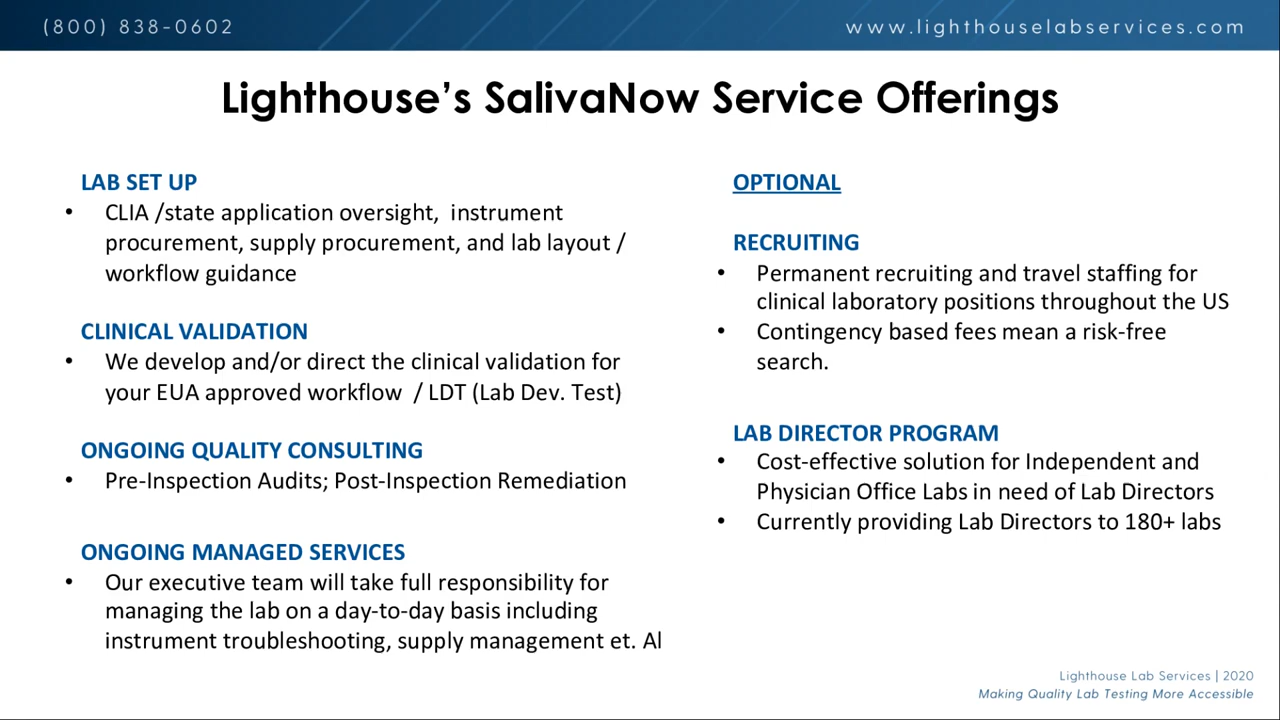 (800) 838-0602
www.lighthouselabservices.com
Lighthouse’s SalivaNow Service Offerings
LAB SET UP
• CLIA /state application oversight,  instrument
procurement, supply procurement, and lab layout /
workflow guidance
CLINICAL VALIDATION
• We develop and/or direct the clinical validation for
your EUA approved workflow  / LDT (Lab Dev. Test)
ONGOING QUALITY CONSULTING
• Pre-Inspection Audits; Post-Inspection Remediation
ONGOING MANAGED SERVICES
• Our executive team will take full responsibility for
managing the lab on a day-to-day basis including
instrument troubleshooting, supply management et. Al
OPTIONAL
RECRUITING
• Permanent recruiting and travel staffing for
clinical laboratory positions throughout the US
• Contingency based fees mean a risk-free
search.
LAB DIRECTOR PROGRAM
• Cost-effective solution for Independent and
Physician Office Labs in need of Lab Directors
• Currently providing Lab Directors to 180+ labs
Lighthouse Lab Services | 2020
Making Quality Lab Testing More Accessible